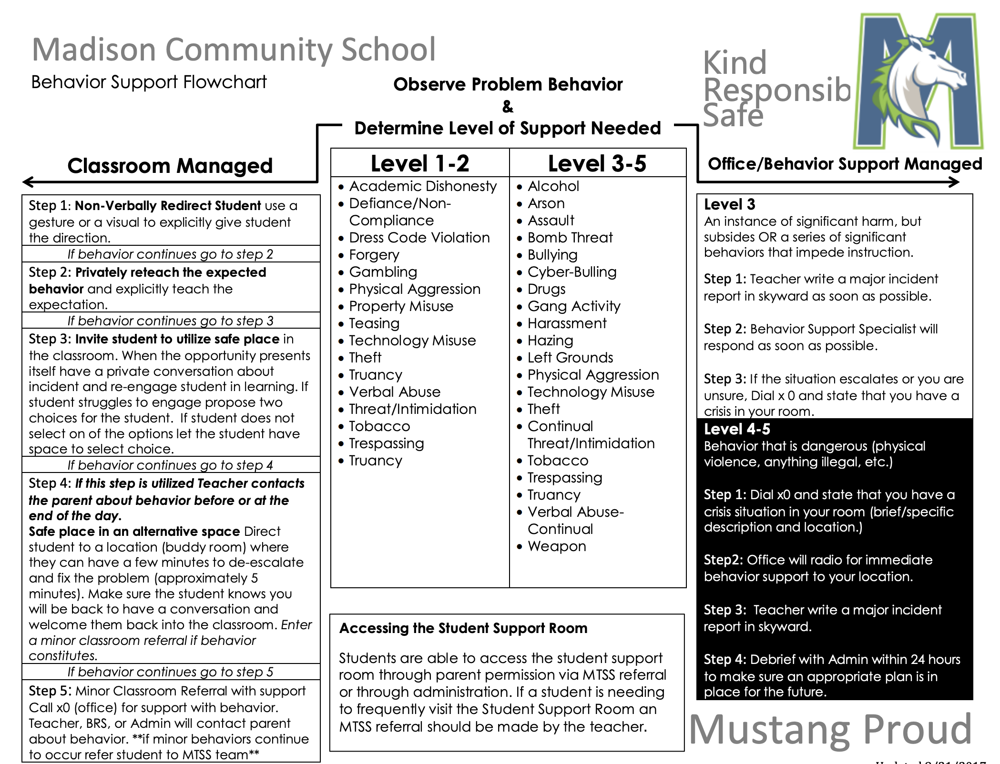 Madison Community School
Behavior Support Flowchart
Kind
Responsib
Safe
M
Observe Problem Behavior
&
Determine Level of Support Needed
Classroom Managed
Step 1: Non-Verbally Redirect Student use a
gesture or a visual to explicitly give student
the direction.
If behavior continues go to step 2
Step 2: Privately reteach the expected
behavior and explicitly teach the
expectation.
If behavior continues go to step 3
Step 3: Invite student to utilize safe place in
the classroom. When the opportunity presents
itself have a private conversation about
incident and re-engage student in learning. If
student struggles to engage propose two
choices for the student.  If student does not
select on of the options let the student have
space to select choice.
If behavior continues go to step 4
Step 4: If this step is utilized Teacher contacts
the parent about behavior before or at the
end of the day.
Safe place in an alternative space Direct
student to a location (buddy room) where
they can have a few minutes to de-escalate
and fix the problem (approximately 5
minutes). Make sure the student knows you
will be back to have a conversation and
welcome them back into the classroom. Enter
a minor classroom referral if behavior
constitutes.
If behavior continues go to step 5
Step 5: Minor Classroom Referral with support
Call x0 (office) for support with behavior.
Teacher, BRS, or Admin will contact parent
about behavior. **if minor behaviors continue
to occur refer student to MTSS team**
Level 1-2
• Academic Dishonesty
• Defiance/Non-
Compliance
• Dress Code Violation
• Forgery
• Gambling
• Physical Aggression
• Property Misuse
• Teasing
• Technology Misuse
• Theft
• Truancy
• Verbal Abuse
• Threat/Intimidation
• Tobacco
• Trespassing
• Truancy
Level 3-5
• Alcohol
• Arson
• Assault
• Bomb Threat
• Bullying
• Cyber-Bulling
• Drugs
• Gang Activity
• Harassment
• Hazing
• Left Grounds
• Physical Aggression
• Technology Misuse
• Theft
• Continual
Threat/Intimidation
• Tobacco
• Trespassing
• Truancy
• Verbal Abuse-
Continual
• Weapon
Accessing the Student Support Room
Students are able to access the student support
room through parent permission via MTSS referral
or through administration. If a student is needing
to frequently visit the Student Support Room an
MTSS referral should be made by the teacher.
Office/Behavior Support Managed
Level 3
An instance of significant harm, but
subsides OR a series of significant
behaviors that impede instruction.
Step 1: Teacher write a major incident
report in skyward as soon as possible.
Step 2: Behavior Support Specialist will
respond as soon as possible.
Step 3: If the situation escalates or you are
unsure, Dial x 0 and state that you have a
crisis in your room.
Level 4-5
Behavior that is dangerous (physical
violence, anything illegal, etc.)
Step 1: Dial x0 and state that you have a
crisis situation in your room (brief/specific
description and location.)
Step2: Office will radio for immediate
behavior support to your location.
Step 3:  Teacher write a major incident
report in skyward.
Step 4: Debrief with Admin within 24 hours
to make sure an appropriate plan is in
place for the future.
Mustang Proud